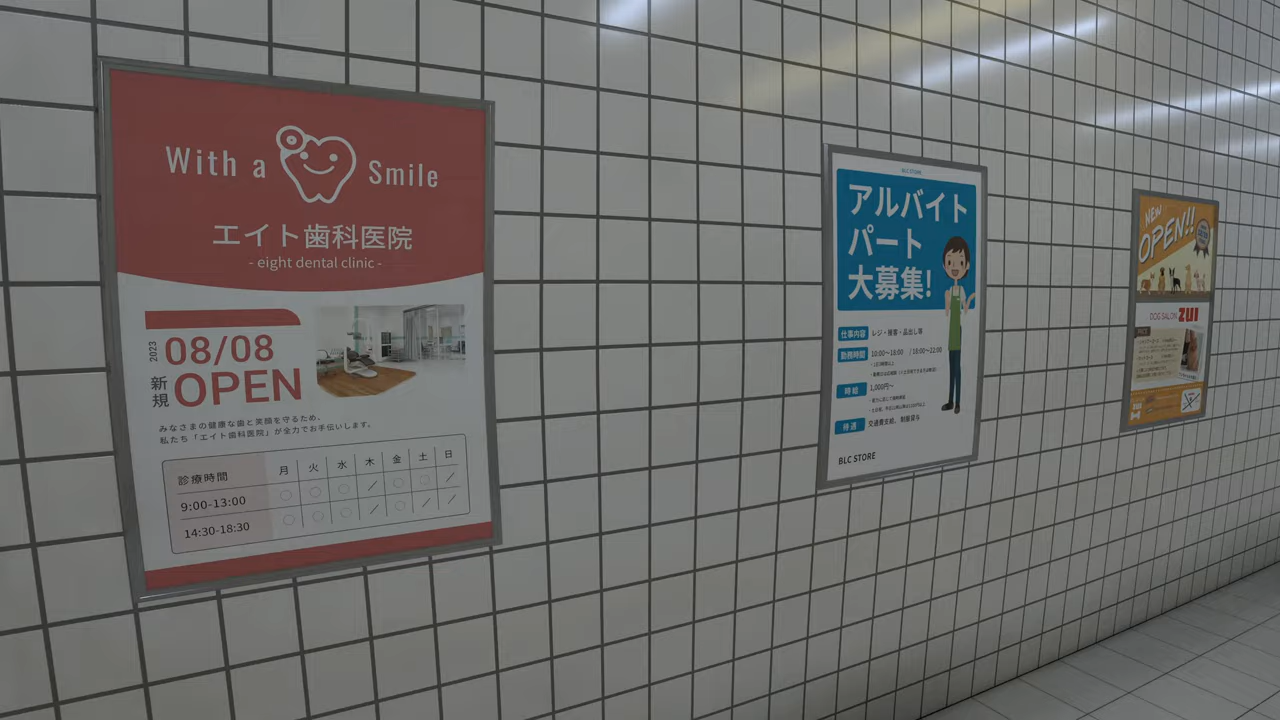 With a Smile
エイト歯科医院
- eight dental clinic -
2023
08/08
新規
OPEN
みなさまの健康な歯と笑顔を守るため、
私たち「エイト歯科医院」が全力でお手伝いします。
診療時間 月 火 水 木 金 土 日
9:00-13:00 ○ ○ ○ / ○ ○ /
14:30-18:30 ○ ○ ○ / ○ / /
BLC STORE
アルバイト
パート
大募集!
仕事内容 レジ・接客・品出し等
勤務時間 10:00〜18:00 / 18:00〜22:00
時給 1,000円〜
待遇 交通費支給、制服貸与
BLC STORE
NEW
OPEN!!
DOG SALON ZUI